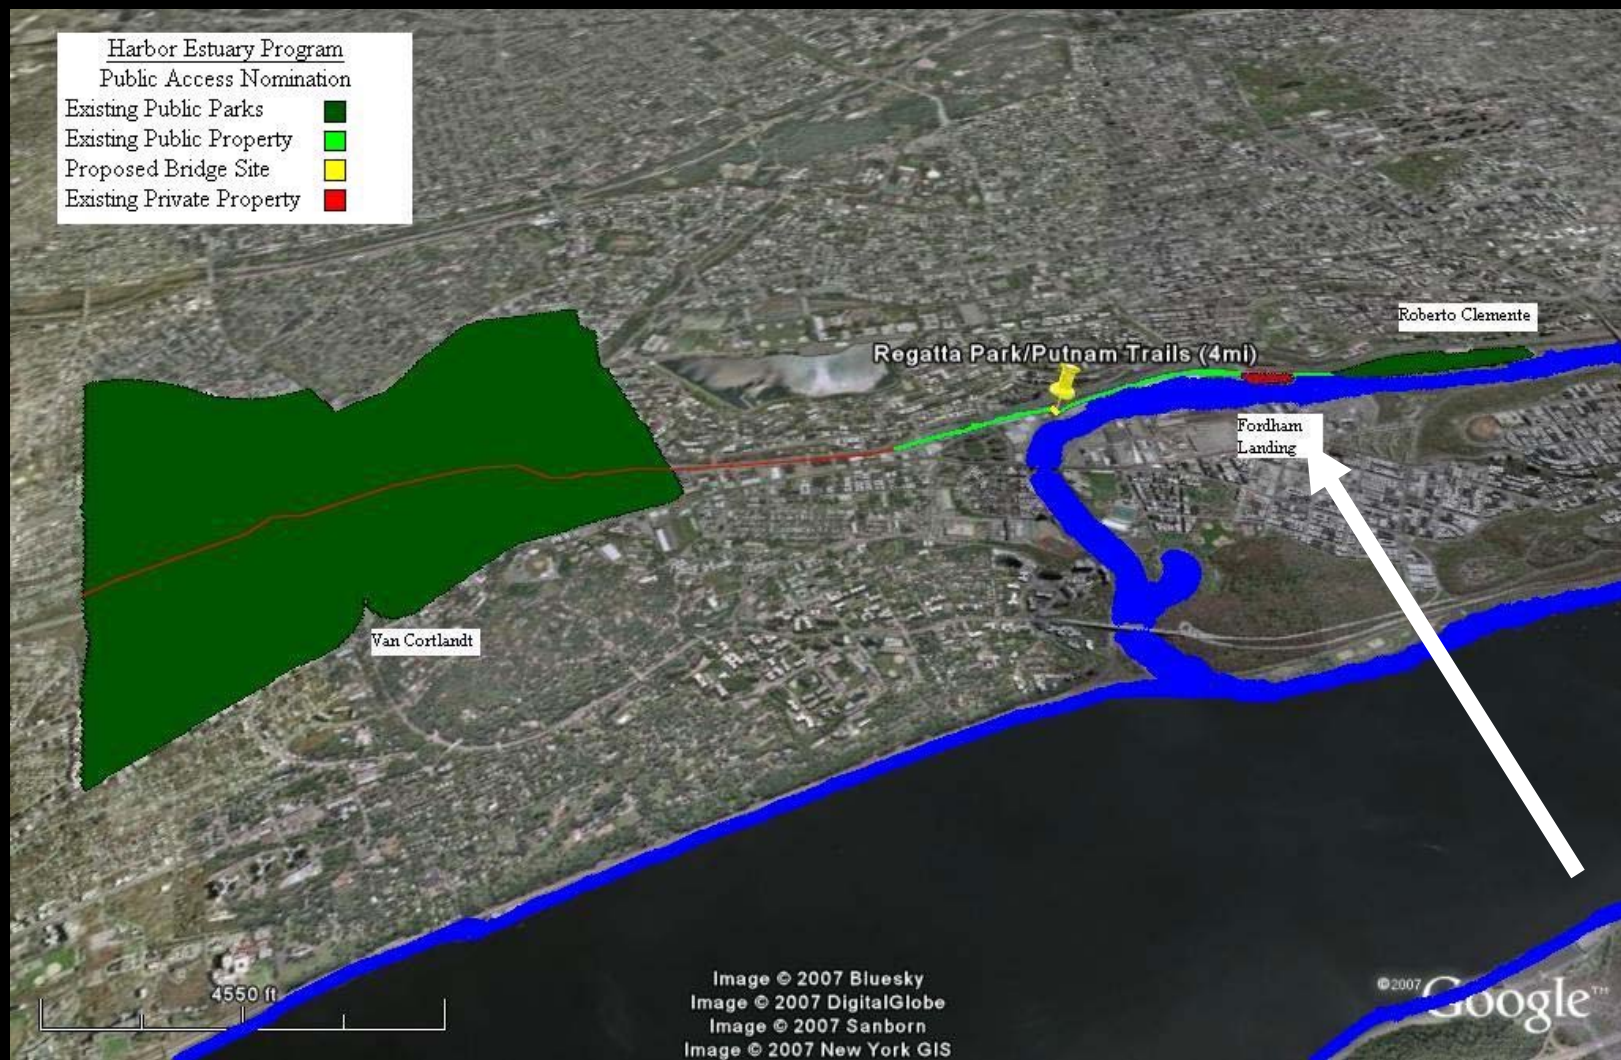 Harbor Estuary Program
Public Access Nomination
Existing Public Parks
Existing Public Property
Proposed Bridge Site
Existing Private Property
Roberto Clemente
Regatta Park/Putnam Trails (4mi)
Fordham
Landing
Van Cortlandt
4550 ft
Image © 2007 Bluesky
Image © 2007 DigitalGlobe
Image © 2007 Sanborn
Image © 2007 New York GIS
©2007 Google™